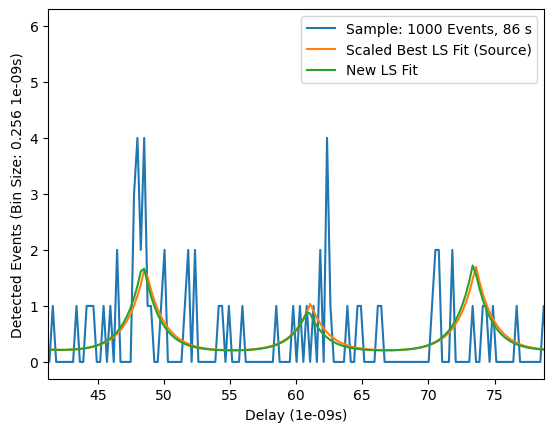 Sample: 1000 Events, 86 s
Scaled Best LS Fit (Source)
New LS Fit
Detected Events (Bin Size: 0.256 1e-09s)
6
5
4
3
2
1
0
45 50 55 60 65 70 75
Delay (1e-09s)